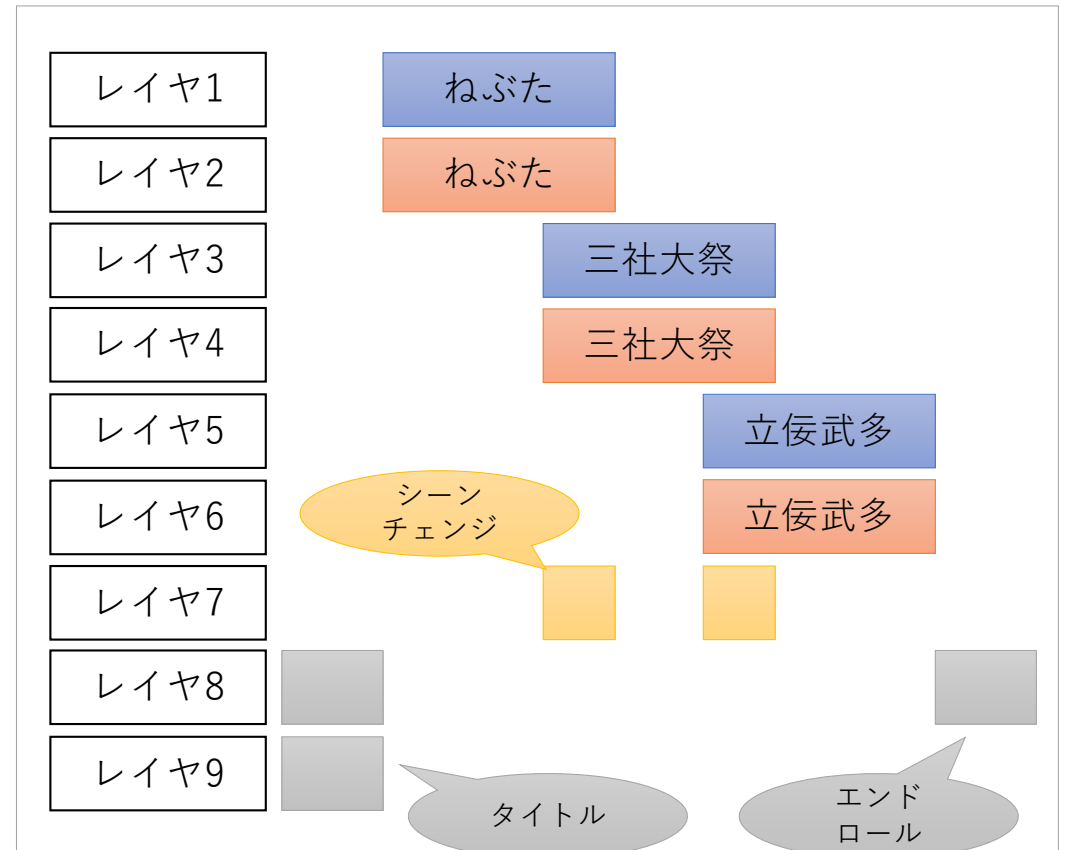 レイヤ1
ねぶた
レイヤ2
ねぶた
レイヤ3
三社大祭
レイヤ4
三社大祭
レイヤ5
立佞武多
レイヤ6
シーン
チェンジ
立佞武多
レイヤ7
レイヤ8
レイヤ9
タイトル
エンド
ロール